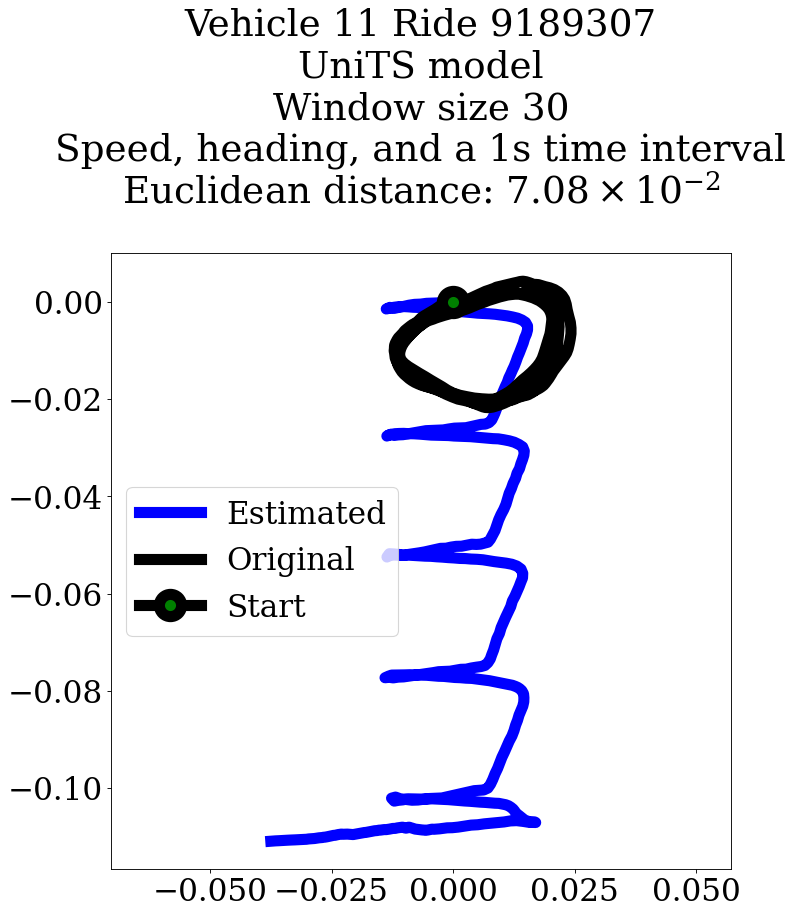 Vehicle 11 Ride 9189307
UniTS model
Window size 30
Speed, heading, and a 1s time interval
Euclidean distance: 7.08 × 10⁻²
0.00
−0.02
−0.04
−0.06
−0.08
−0.10
Estimated
Original
Start
−0.050 −0.025 0.000 0.025 0.050